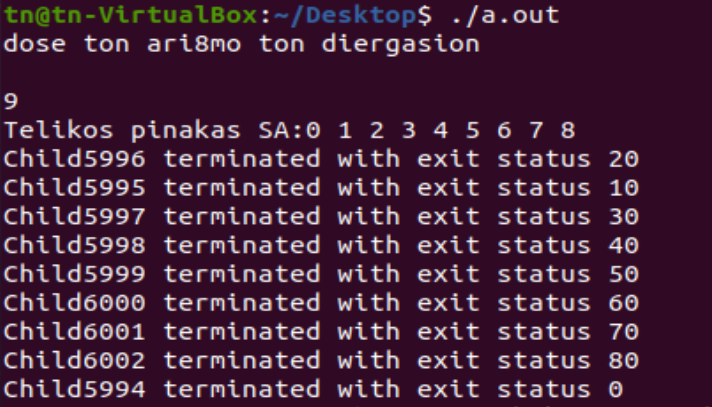 tn@tn-VirtualBox:~/Desktop$ ./a.out
dose ton ari8mo ton diergasion
9
Telikos pinakas SA:0 1 2 3 4 5 6 7 8
Child5996 terminated with exit status 20
Child5995 terminated with exit status 10
Child5997 terminated with exit status 30
Child5998 terminated with exit status 40
Child5999 terminated with exit status 50
Child6000 terminated with exit status 60
Child6001 terminated with exit status 70
Child6002 terminated with exit status 80
Child5994 terminated with exit status 0